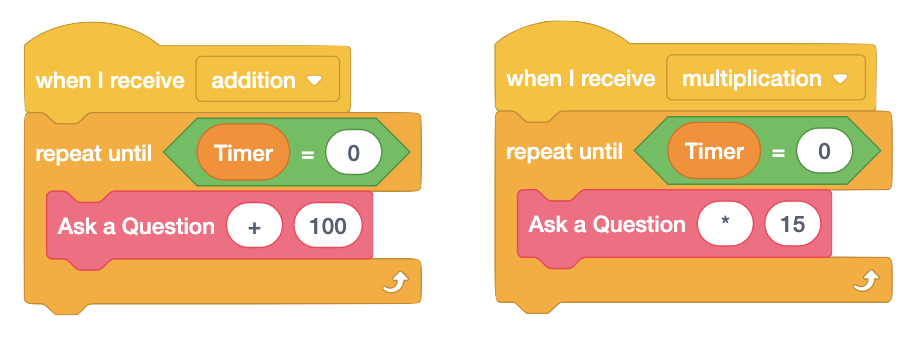 when I receive addition
repeat until Timer = 0
Ask a Question + 100
when I receive multiplication
repeat until Timer = 0
Ask a Question * 15